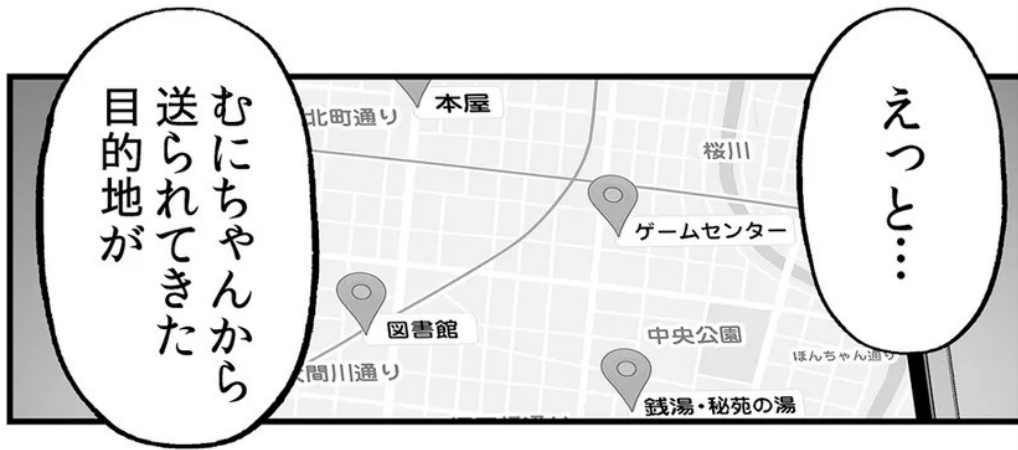 えっと…
むにちゃんから
送られてきた
目的地が
本屋
北町通り
桜川
ゲームセンター
図書館
中央公園
ほんちゃん通り
間川通り
銭湯・秘苑の湯